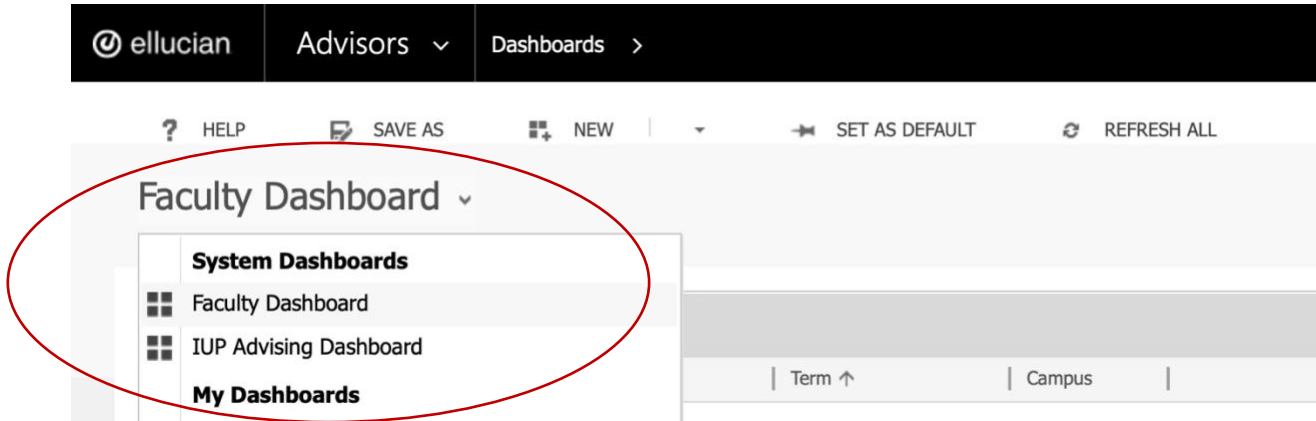 ellucian Advisors Dashboards >
? HELP SAVE AS NEW SET AS DEFAULT REFRESH ALL
Faculty Dashboard
System Dashboards
Faculty Dashboard
IUP Advising Dashboard
Term ↑ Campus
My Dashboards